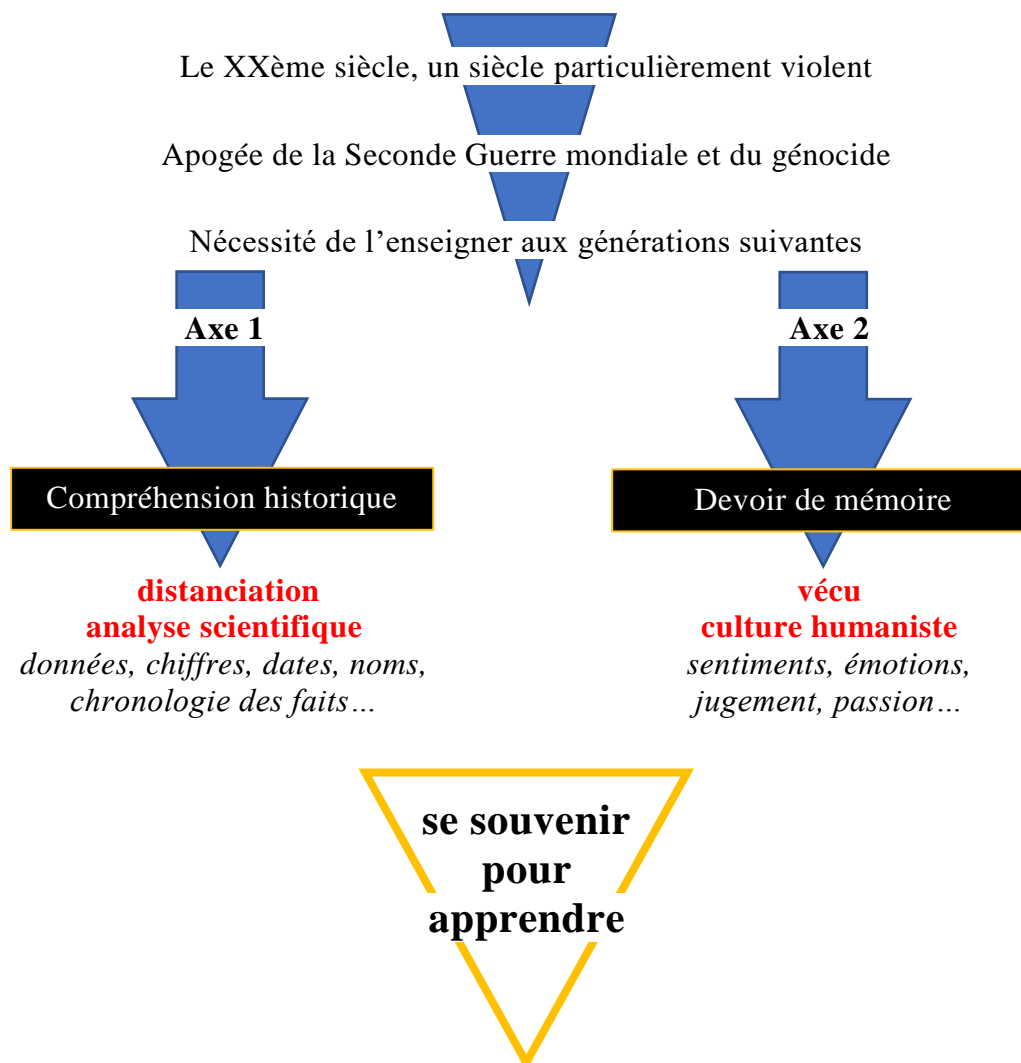 Le XXème siècle, un siècle particulièrement violent
Apogée de la Seconde Guerre mondiale et du génocide
Nécessité de l’enseigner aux générations suivantes
Axe 1
Axe 2
Compréhension historique
Devoir de mémoire
distanciation
analyse scientifique
données, chiffres, dates, noms,
chronologie des faits…
vécu
culture humaniste
sentiments, émotions,
jugement, passion…
se souvenir
pour
apprendre